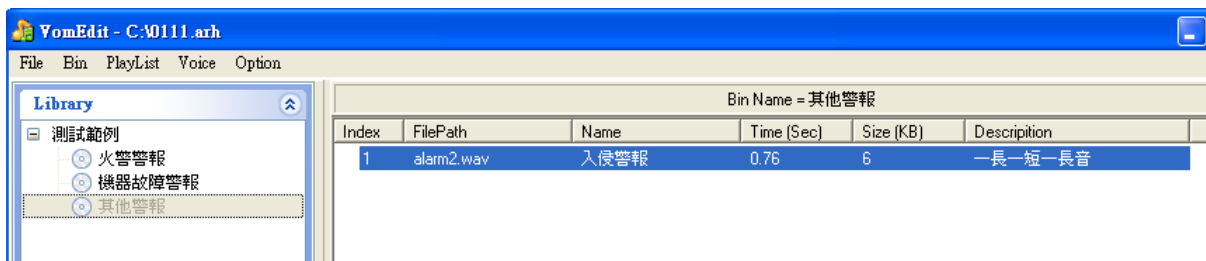 VomEdit - C:\0111.arh
File Bin PlayList Voice Option
Library
測試範例
火警警報
機器故障警報
其他警報
Bin Name = 其他警報
Index FilePath Name Time (Sec) Size (KB) Descripition
1 alarm2.wav 入侵警報 0.76 6 一長一短一長音